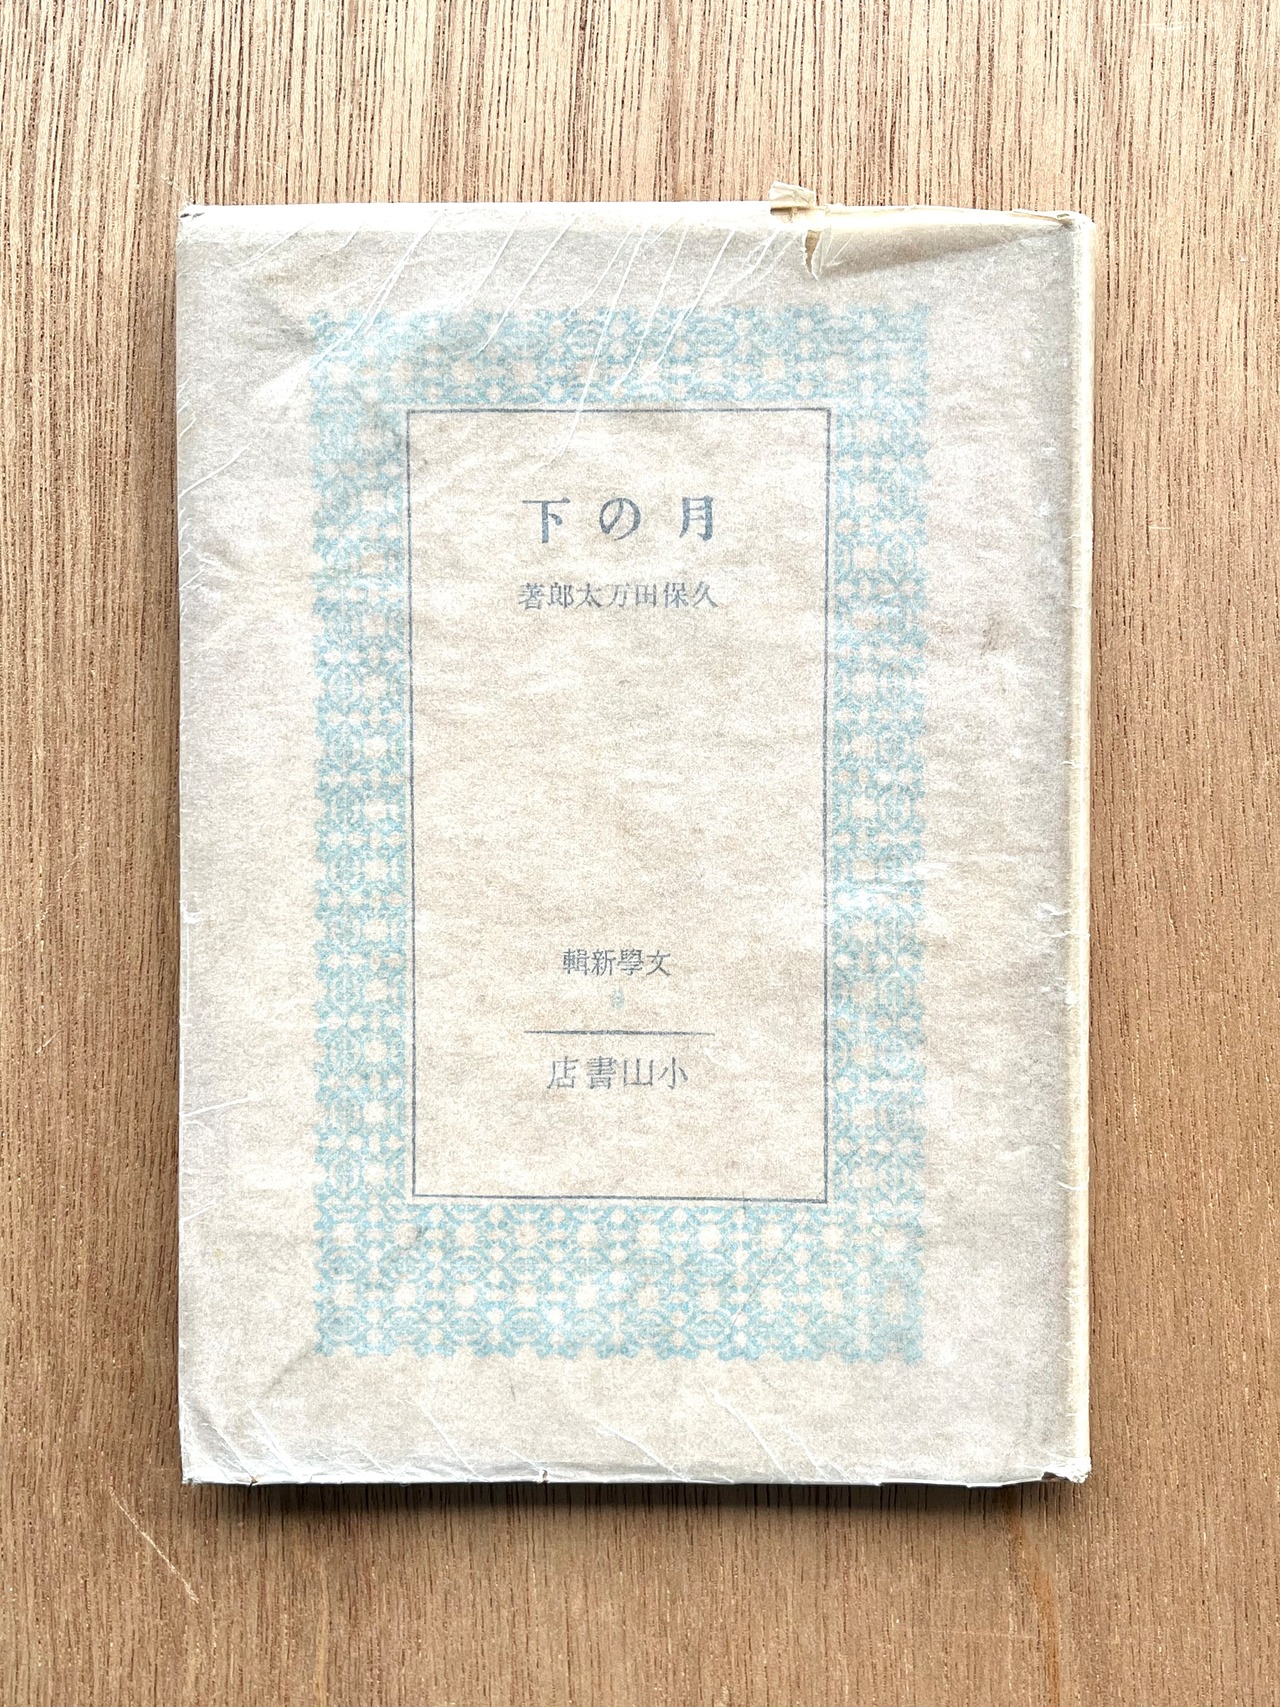 月の下
久保田万太郎著
文學新輯
小山書店